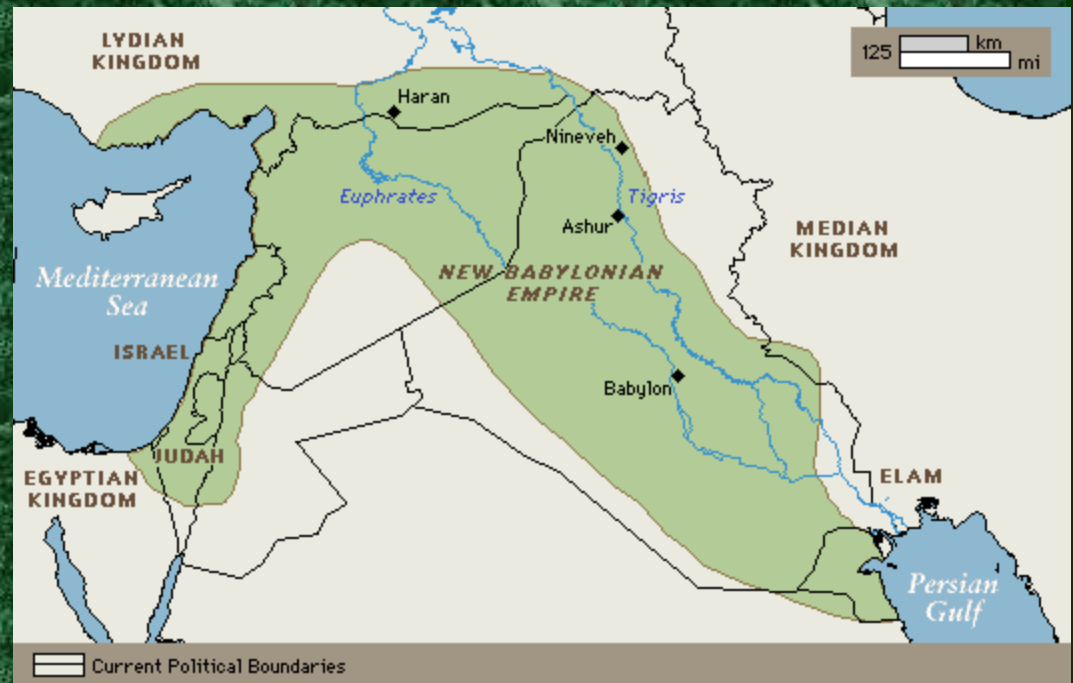 LYDIAN
KINGDOM
125 km
mi
Haran
Nineveh
Euphrates
Tigris
Ashur
MEDIAN
KINGDOM
Mediterranean
Sea
NEW BABYLONIAN
EMPIRE
ISRAEL
Babylon
JUDAH
EGYPTIAN
KINGDOM
ELAM
Persian
Gulf
Current Political Boundaries